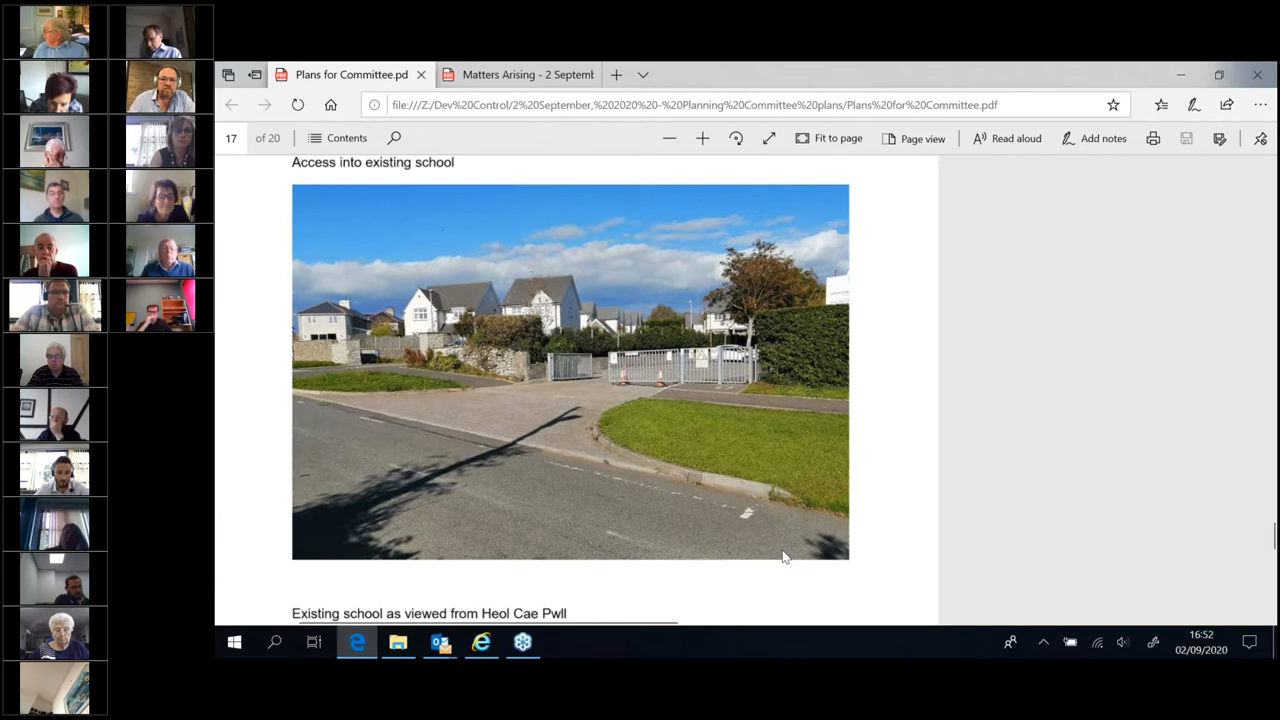 Plans for Committee.pd
Matters Arising - 2 Septemb
file:///Z:/Dev%20Control/2%20September,%202020%20-%20Planning%20Committee%20plans/Plans%20for%20Committee.pdf
17 of 20
Contents
Fit to page
Page view
Read aloud
Add notes
Access into existing school
Existing school as viewed from Heol Cae Pwll
16:52
02/09/2020